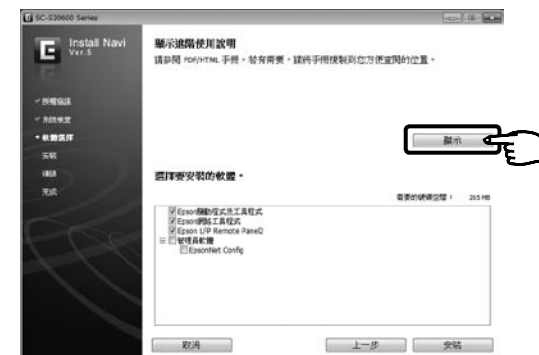 SC-S30600 Series
Install Navi
Ver.5
授權協議
系統檢查
軟體選擇
安裝
連線
完成
顯示進階使用說明
請參閱 PDF/HTML 手冊。若有需要，請將手冊複製到您方便查閱的位置。
顯示
選擇要安裝的軟體。
需要的硬碟空間： 205 MB
Epson驅動程式及工具程式
Epson網路工具程式
Epson LFP Remote Panel2
管理員軟體
EpsonNet Config
取消
上一步
安裝